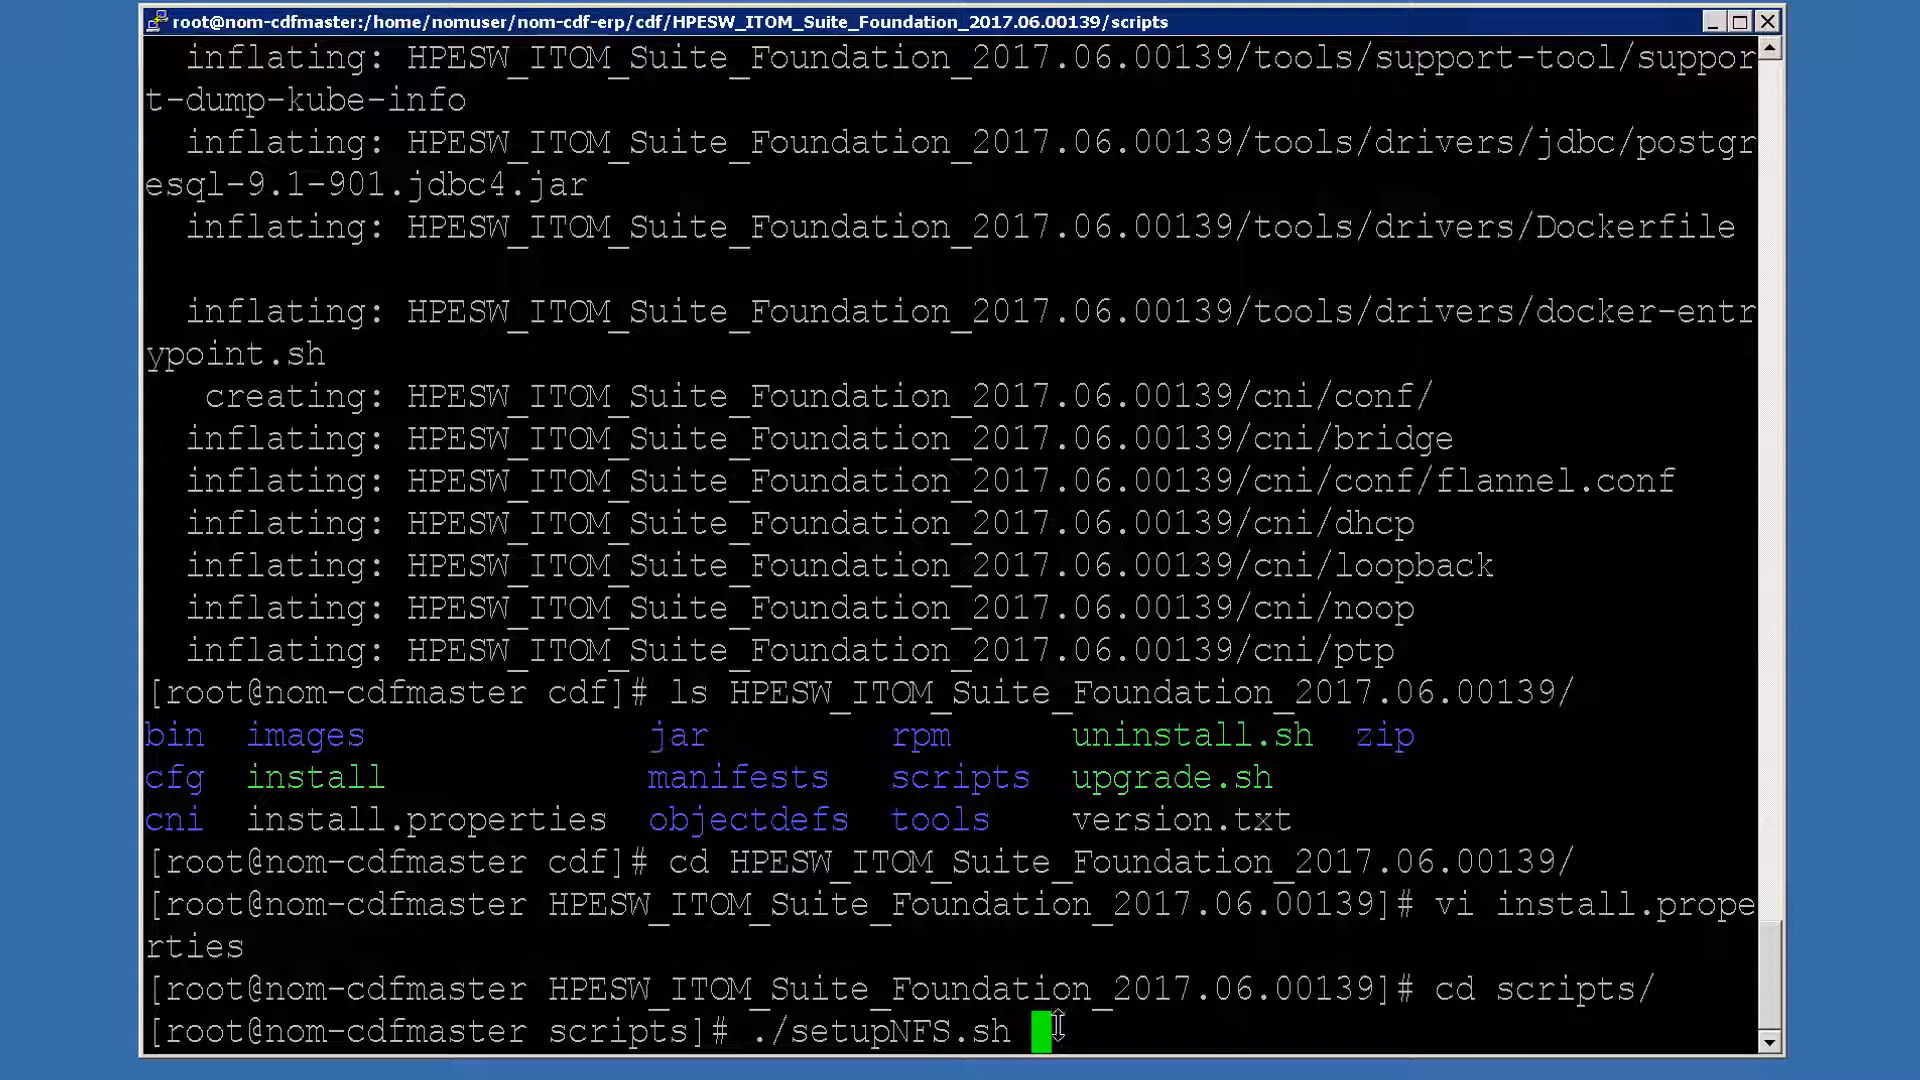 root@nom-cdfmaster:/home/nomuser/nom-cdf-erp/cdf/HPESW_ITOM_Suite_Foundation_2017.06.00139/scripts
inflating: HPESW_ITOM_Suite_Foundation_2017.06.00139/tools/support-tool/suppor
t-dump-kube-info
inflating: HPESW_ITOM_Suite_Foundation_2017.06.00139/tools/drivers/jdbc/postgr
esql-9.1-901.jdbc4.jar
inflating: HPESW_ITOM_Suite_Foundation_2017.06.00139/tools/drivers/Dockerfile
inflating: HPESW_ITOM_Suite_Foundation_2017.06.00139/tools/drivers/docker-entr
ypoint.sh
creating: HPESW_ITOM_Suite_Foundation_2017.06.00139/cni/conf/
inflating: HPESW_ITOM_Suite_Foundation_2017.06.00139/cni/bridge
inflating: HPESW_ITOM_Suite_Foundation_2017.06.00139/cni/conf/flannel.conf
inflating: HPESW_ITOM_Suite_Foundation_2017.06.00139/cni/dhcp
inflating: HPESW_ITOM_Suite_Foundation_2017.06.00139/cni/loopback
inflating: HPESW_ITOM_Suite_Foundation_2017.06.00139/cni/noop
inflating: HPESW_ITOM_Suite_Foundation_2017.06.00139/cni/ptp
[root@nom-cdfmaster cdf]# ls HPESW_ITOM_Suite_Foundation_2017.06.00139/
bin images jar rpm uninstall.sh zip
cfg install manifests scripts upgrade.sh
cni install.properties objectdefs tools version.txt
[root@nom-cdfmaster cdf]# cd HPESW_ITOM_Suite_Foundation_2017.06.00139/
[root@nom-cdfmaster HPESW_ITOM_Suite_Foundation_2017.06.00139]# vi install.prope
rties
[root@nom-cdfmaster HPESW_ITOM_Suite_Foundation_2017.06.00139]# cd scripts/
[root@nom-cdfmaster scripts]# ./setupNFS.sh